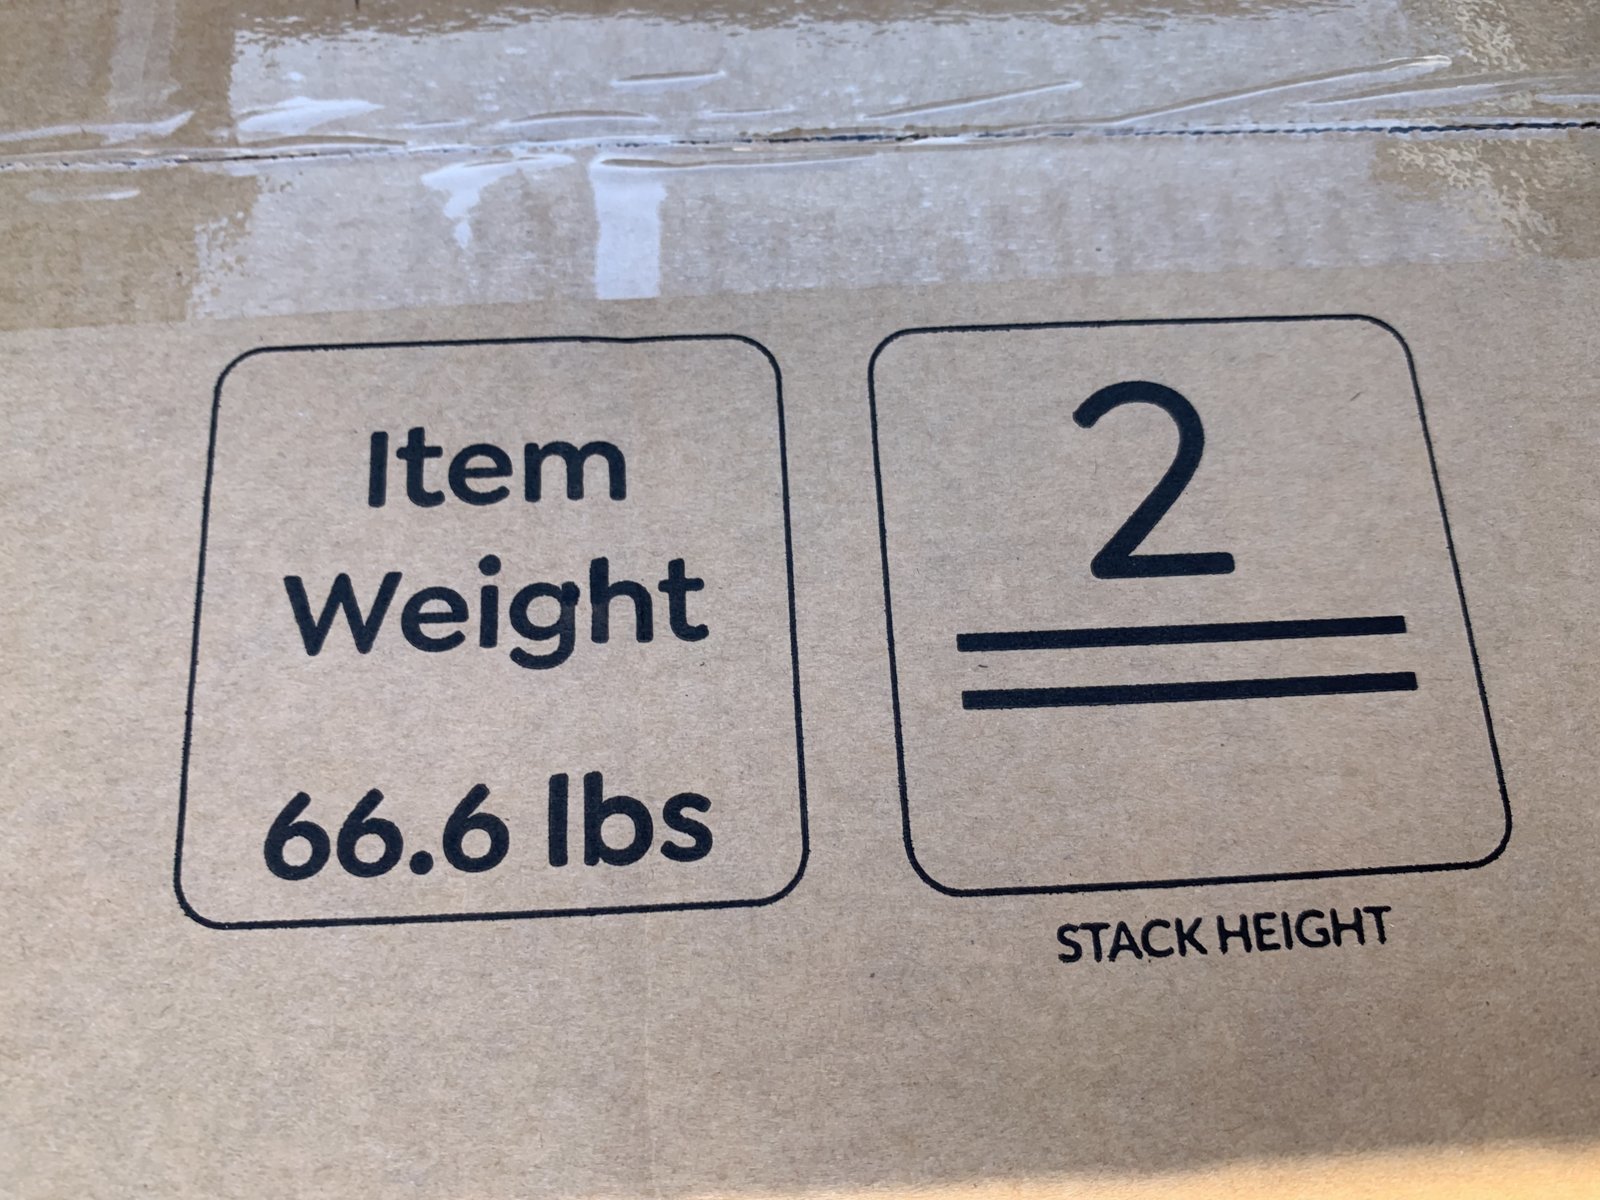 Item
Weight
66.6 lbs
2
STACK HEIGHT